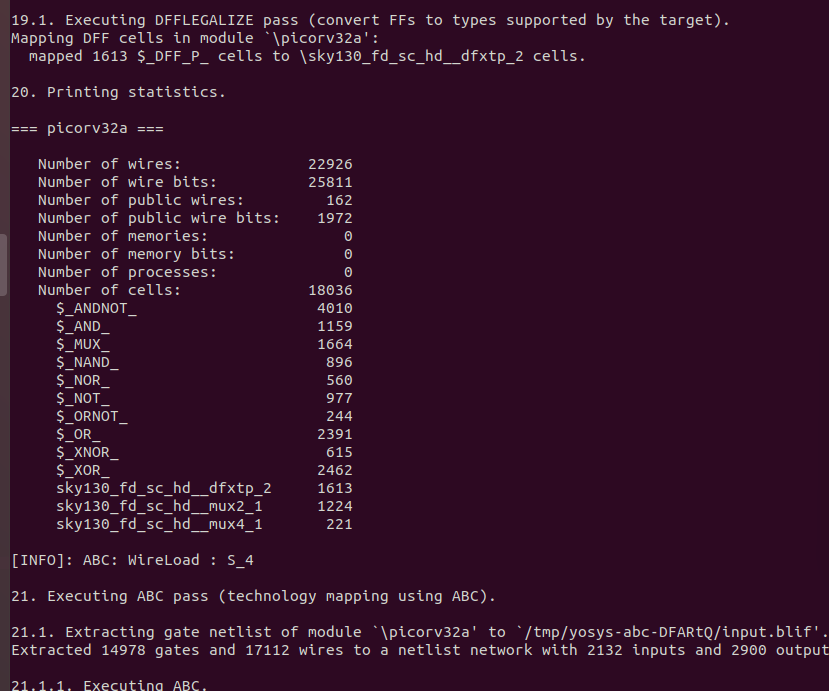 19.1. Executing DFFLEGALIZE pass (convert FFs to types supported by the target).
Mapping DFF cells in module `\picorv32a':
  mapped 1613 $_DFF_P_ cells to \sky130_fd_sc_hd__dfxtp_2 cells.

20. Printing statistics.

=== picorv32a ===

   Number of wires:              22926
   Number of wire bits:          25811
   Number of public wires:         162
   Number of public wire bits:    1972
   Number of memories:               0
   Number of memory bits:            0
   Number of processes:              0
   Number of cells:              18036
     $_ANDNOT_                    4010
     $_AND_                       1159
     $_MUX_                       1664
     $_NAND_                       896
     $_NOR_                        560
     $_NOT_                        977
     $_ORNOT_                      244
     $_OR_                        2391
     $_XNOR_                       615
     $_XOR_                       2462
     sky130_fd_sc_hd__dfxtp_2     1613
     sky130_fd_sc_hd__mux2_1      1224
     sky130_fd_sc_hd__mux4_1       221

[INFO]: ABC: WireLoad : S_4

21. Executing ABC pass (technology mapping using ABC).

21.1. Extracting gate netlist of module `\picorv32a' to `/tmp/yosys-abc-DFARtQ/input.blif'.
Extracted 14978 gates and 17112 wires to a netlist network with 2132 inputs and 2900 output

21.1.1. Executing ABC.